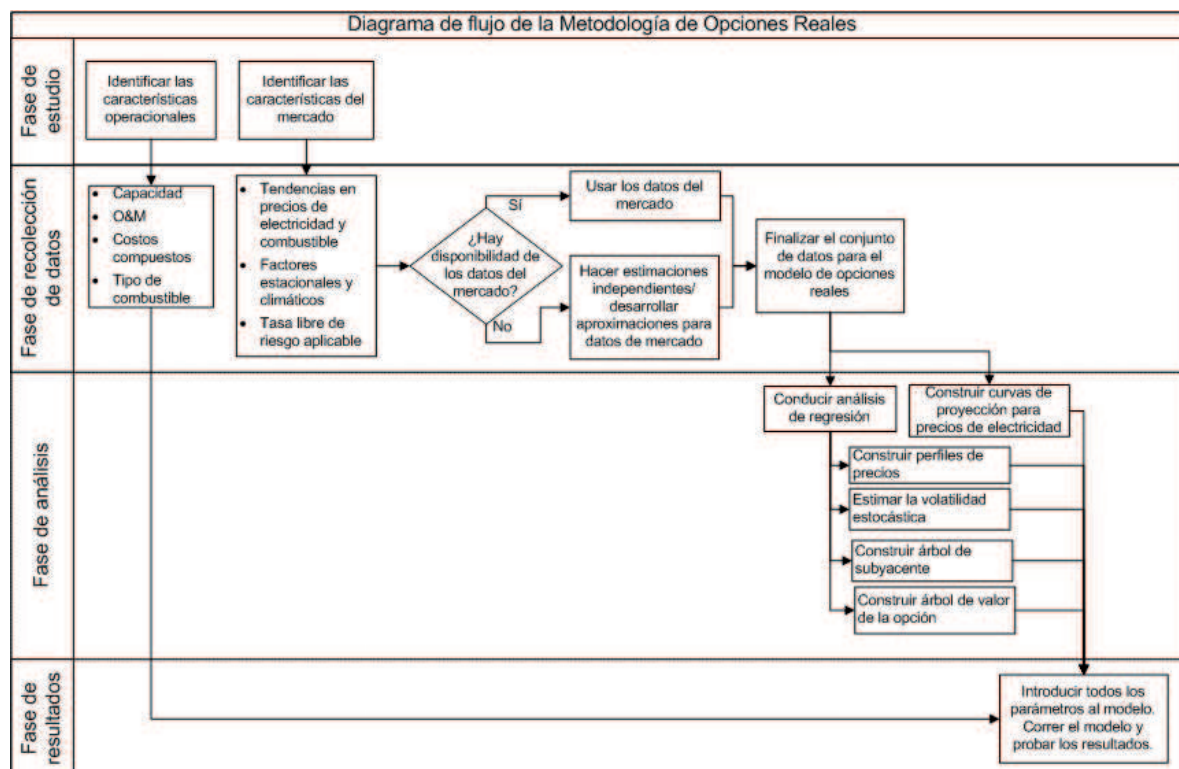 Diagrama de flujo de la Metodología de Opciones Reales
Fase de
estudio
Identificar las
características
operacionales
Identificar las
características del
mercado
Fase de recolección
de datos
• Capacidad
• O&M
• Costos
compuestos
• Tipo de
combustible
• Tendencias en
precios de
electricidad y
combustible
• Factores
estacionales y
climáticos
• Tasa libre de
riesgo aplicable
¿Hay
disponibilidad de
los datos del
mercado?
Sí
No
Usar los datos del
mercado
Hacer estimaciones
independientes/
desarrollar
aproximaciones para
datos de mercado
Finalizar el conjunto
de datos para el
modelo de opciones
reales
Fase de análisis
Conducir análisis
de regresión
Construir curvas de
proyección para
precios de electricidad
Construir perfiles de
precios
Estimar la volatilidad
estocástica
Construir árbol de
subyacente
Construir árbol de valor
de la opción
Fase de
resultados
Introducir todos los
parámetros al modelo.
Correr el modelo y
probar los resultados.